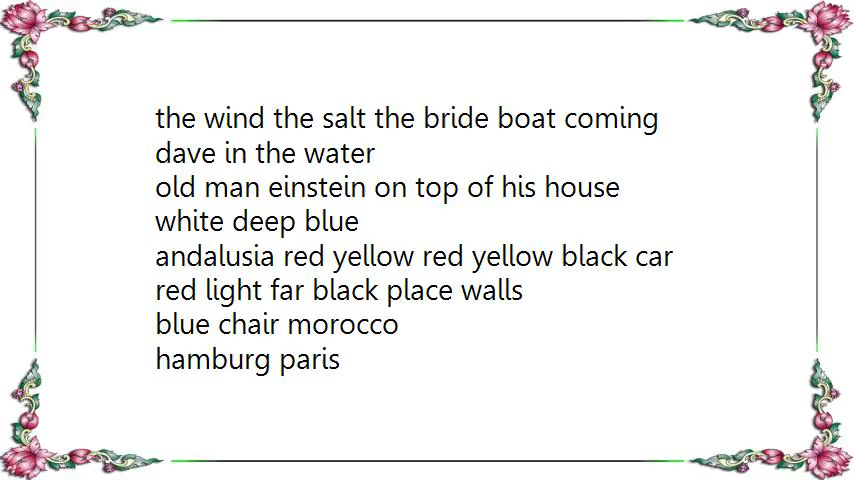 the wind the salt the bride boat coming
dave in the water
old man einstein on top of his house
white deep blue
andalusia red yellow red yellow black car
red light far black place walls
blue chair morocco
hamburg paris